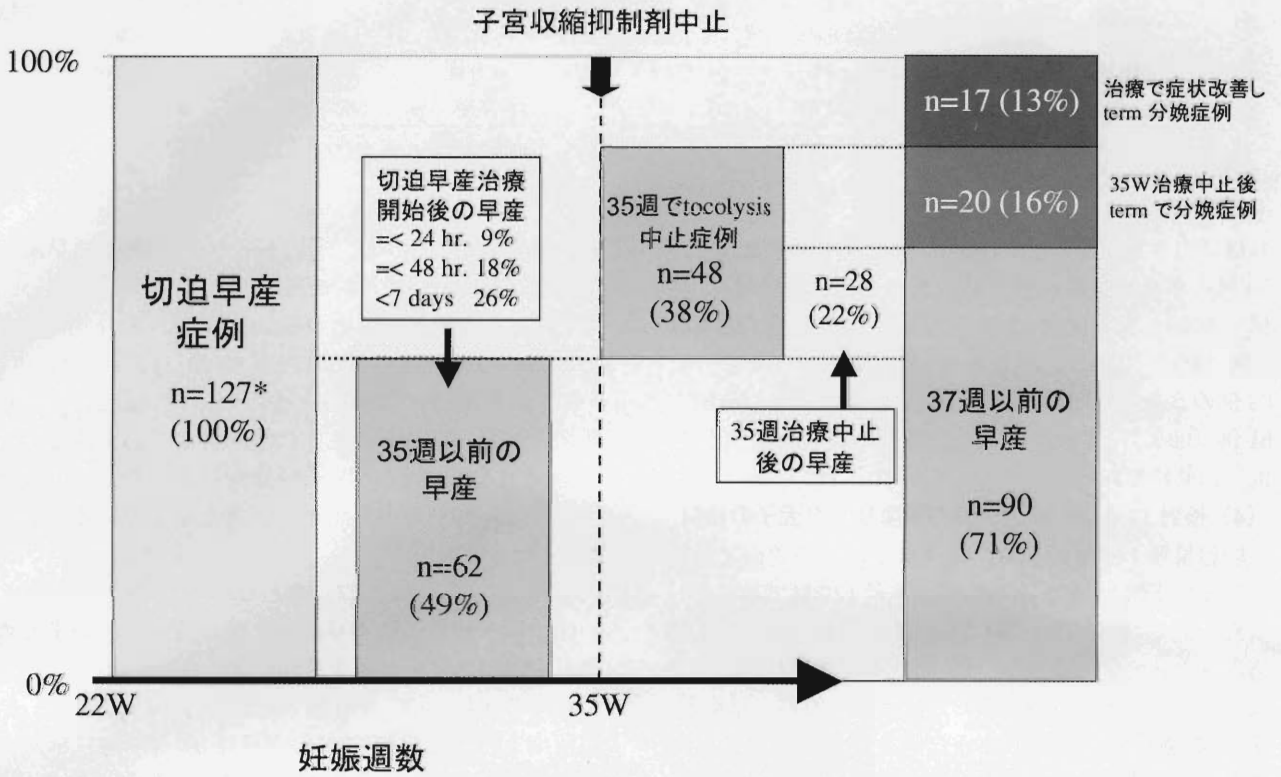 子宮収縮抑制剤中止
100%
n=17 (13%)
治療で症状改善し
term 分娩症例
切迫早産治療
開始後の早産
=< 24 hr. 9%
=< 48 hr. 18%
<7 days 26%
35週でtocolysis
中止症例
n=48
(38%)
n=20 (16%)
35W治療中止後
term で分娩症例
切迫早産
症例
n=127*
(100%)
n=28
(22%)
35週以前の
早産
n=62
(49%)
35週治療中止
後の早産
37週以前の
早産
n=90
(71%)
0%
22W
35W
妊娠週数